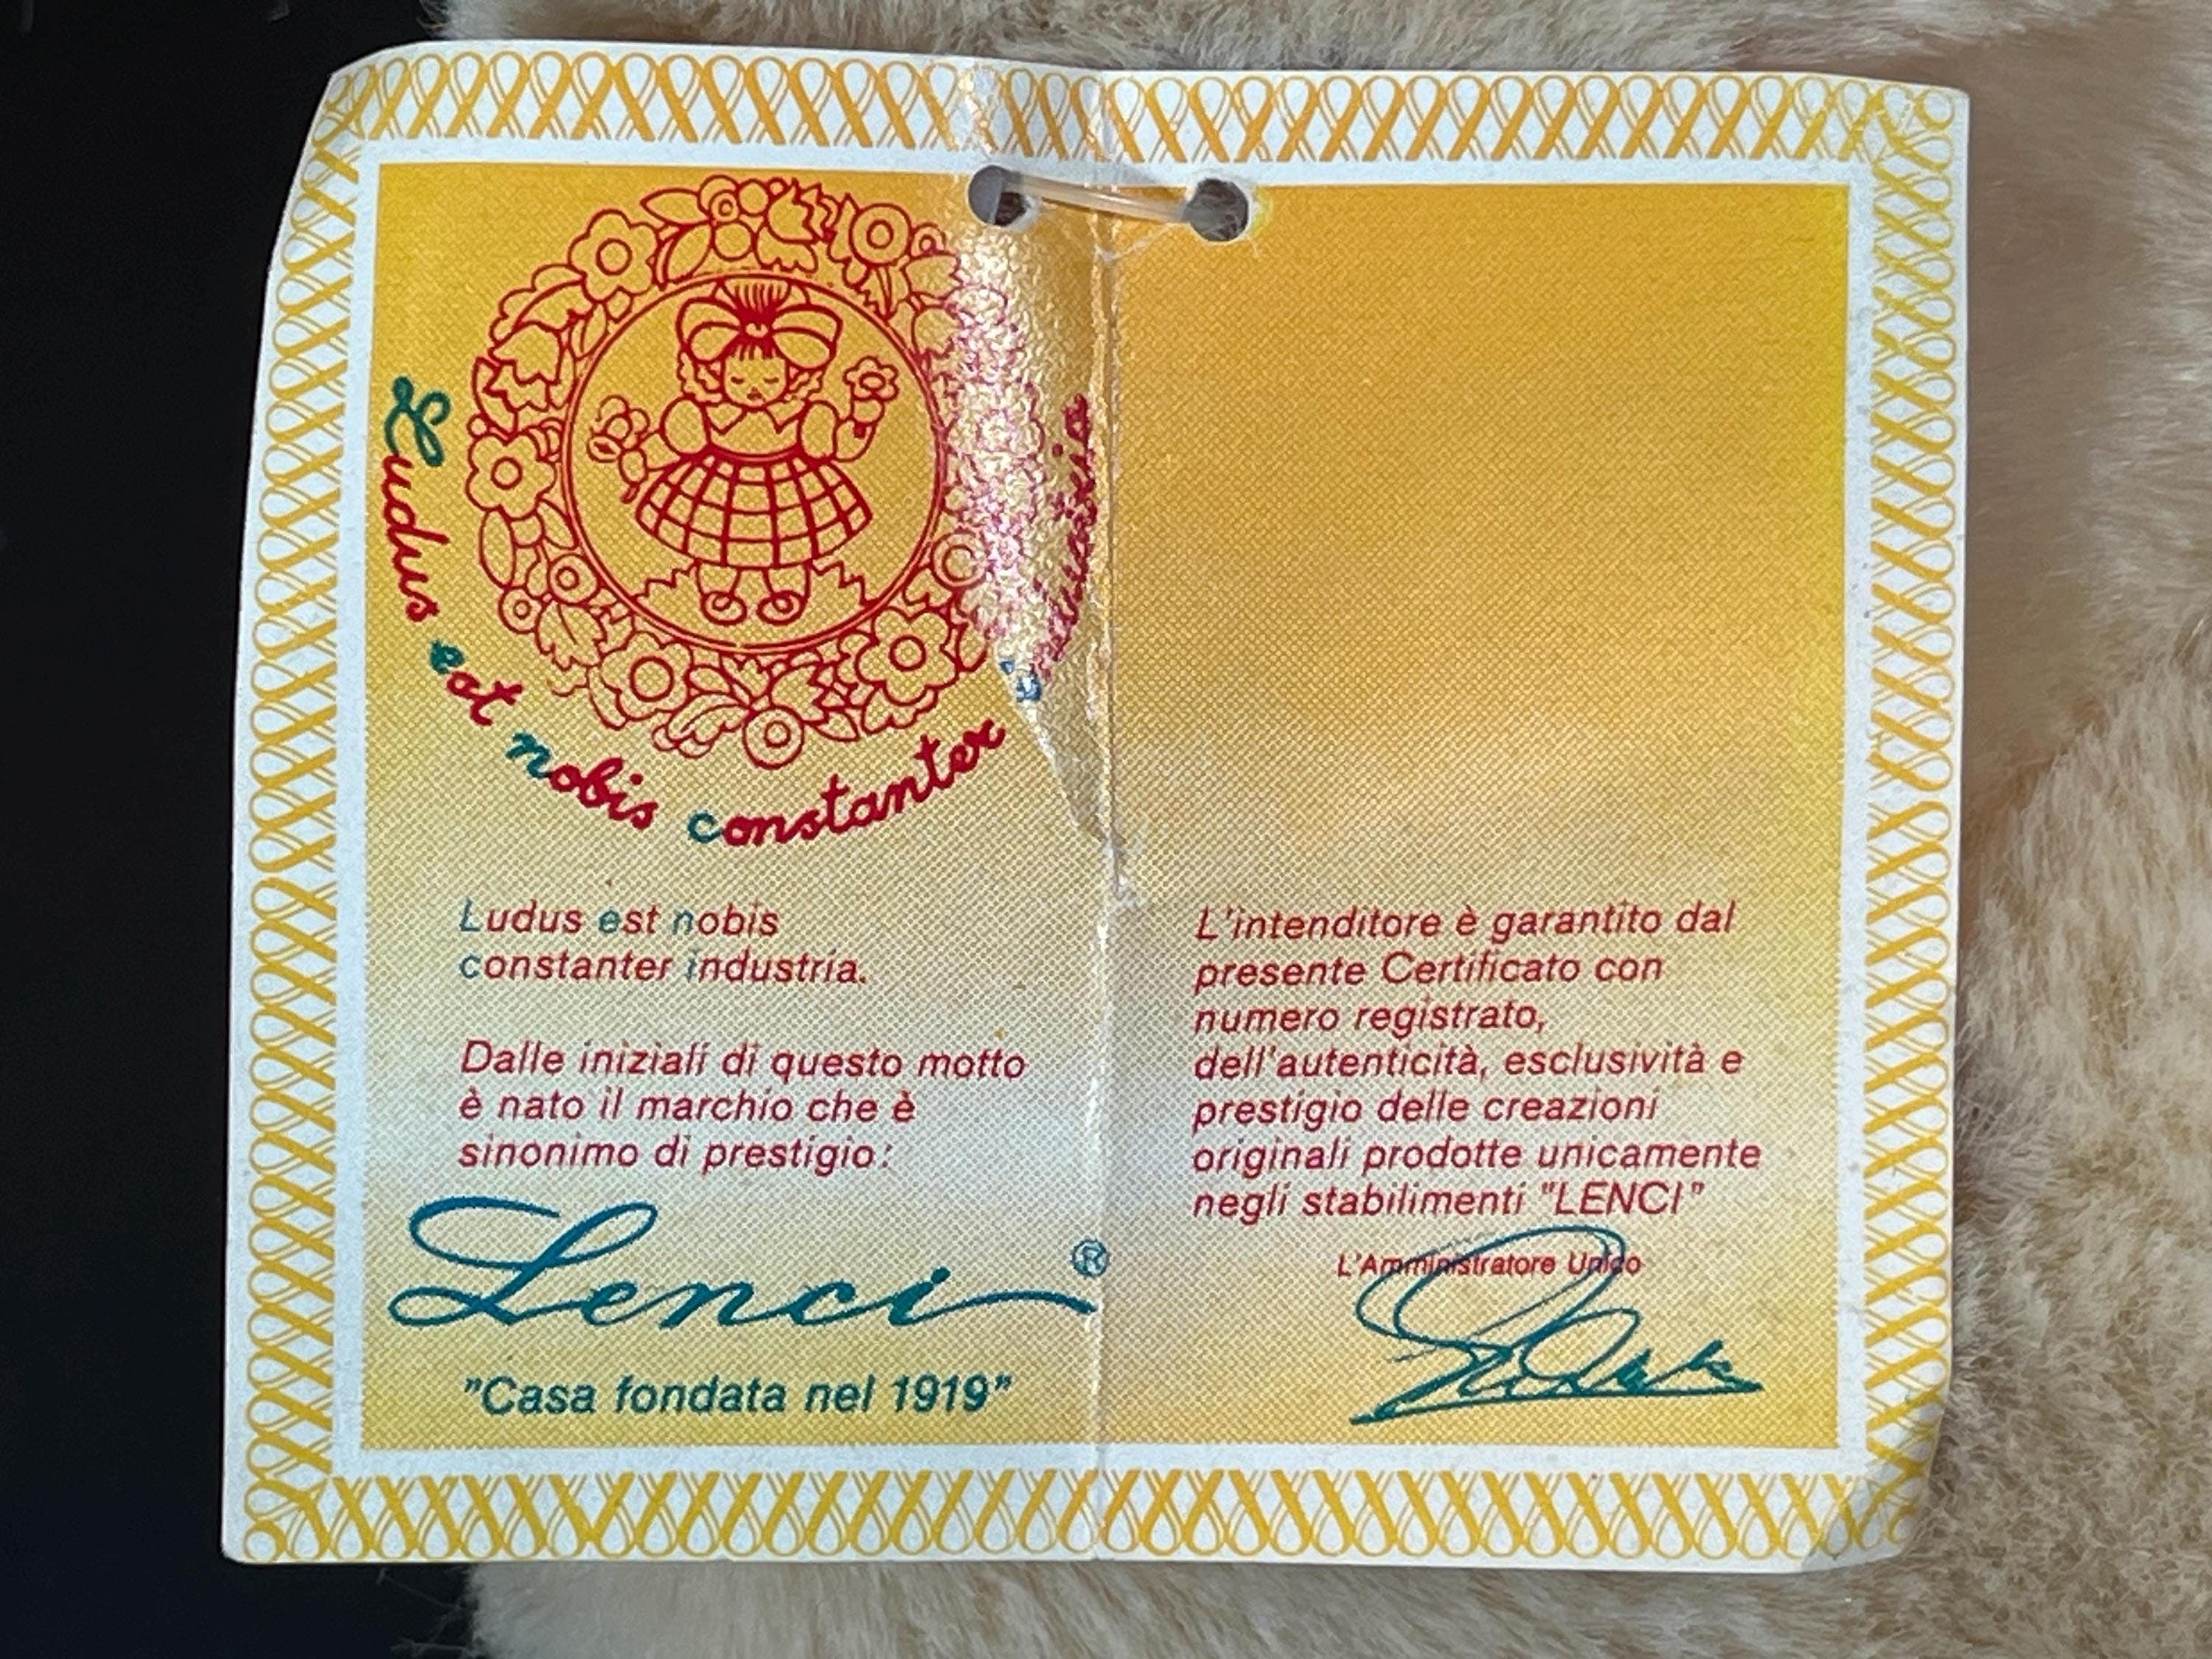 Ludus est nobis constanter industria
Ludus est nobis
constanter industria.
Dalle iniziali di questo motto
è nato il marchio che è
sinonimo di prestigio:
Lenci ®
"Casa fondata nel 1919"
L'intenditore è garantito dal
presente Certificato con
numero registrato,
dell'autenticità, esclusività e
prestigio delle creazioni
originali prodotte unicamente
negli stabilimenti "LENCI"
L'Amministratore Unico